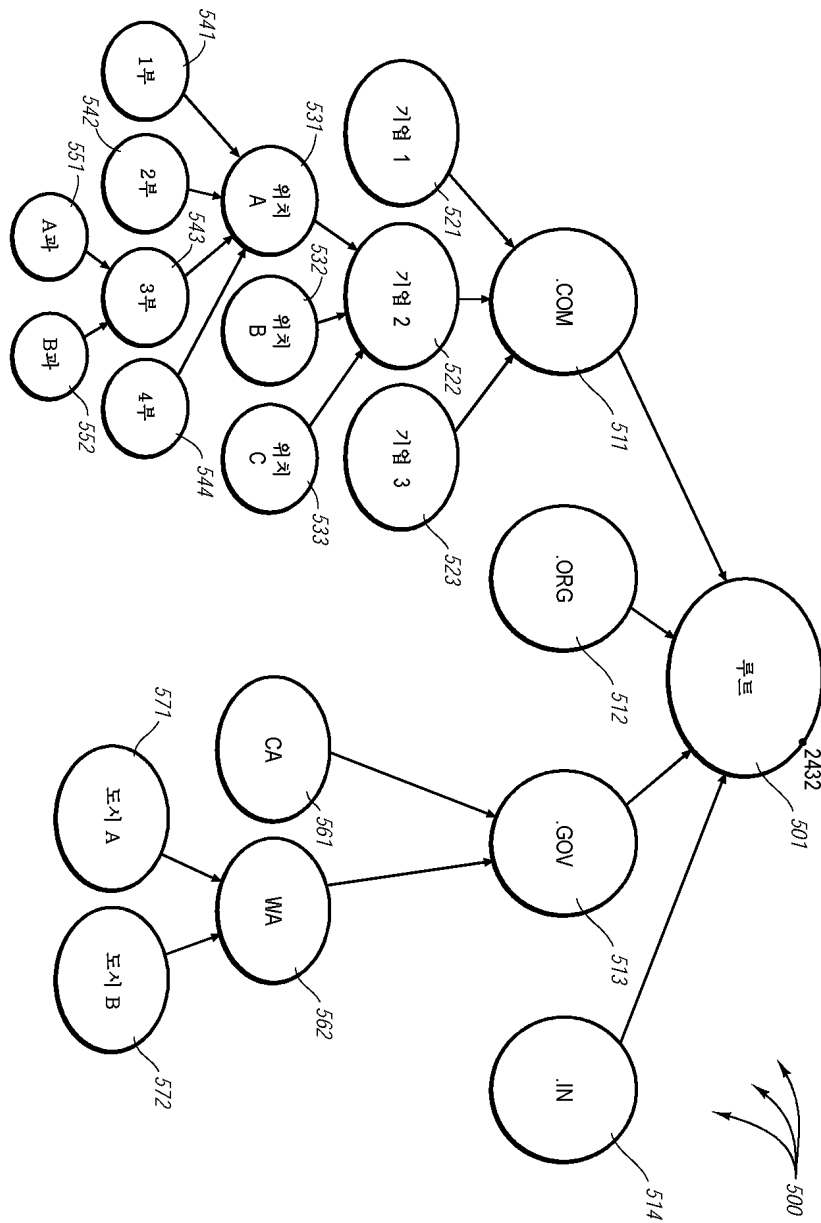 2432
501
500
루트
.COM
.ORG
.GOV
.IN
511
512
513
514
기업 1
기업 2
기업 3
521
522
523
531
532
533
위치
A
위치
B
위치
C
CA
WA
561
562
541
542
543
544
1부
2부
3부
4부
571
572
도시 A
도시 B
551
552
A과
B과